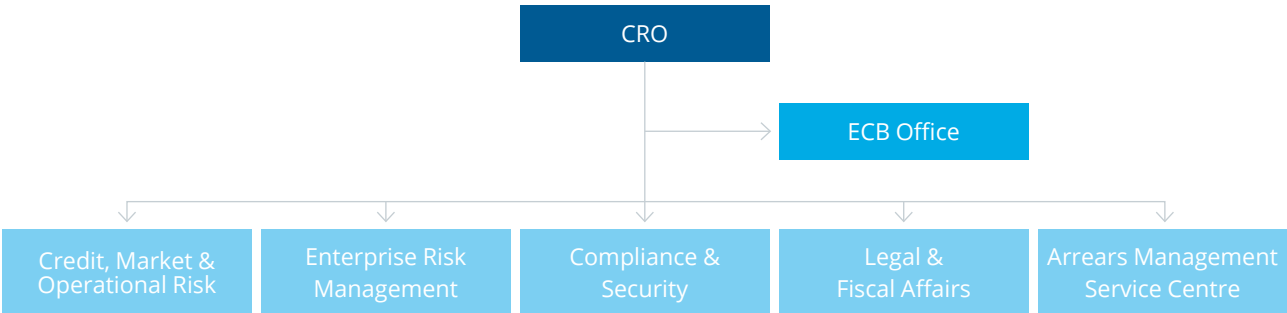 CRO
ECB Office
Credit, Market &
Operational Risk
Enterprise Risk
Management
Compliance &
Security
Legal &
Fiscal Affairs
Arrears Management
Service Centre